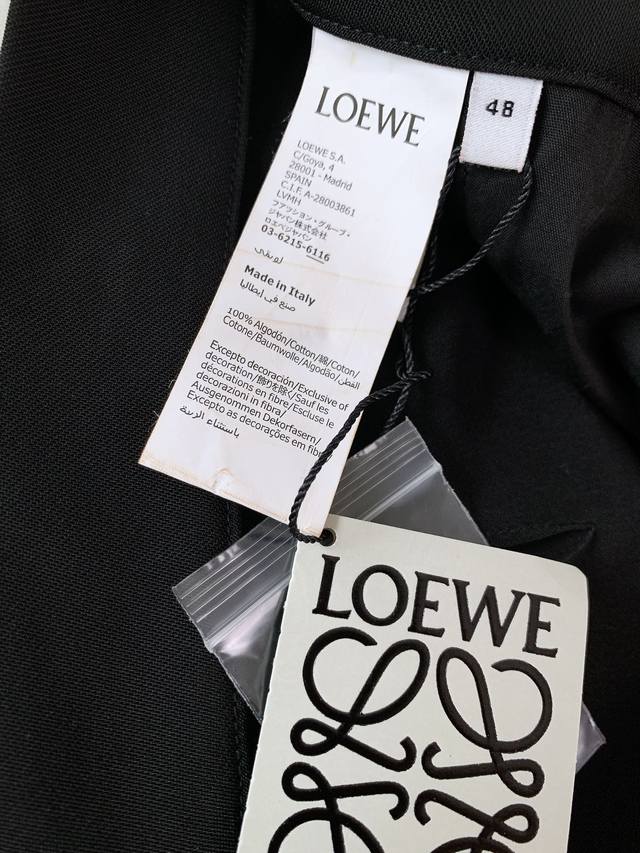 LOEWE
48
LOEWE S.A.
C/Goya, 4
28001 - Madrid
SPAIN
C.I.F. A-28003861
LVMH
ファッション・グループ・
ジャパン株式会社
ロエベジャパン
03-6215-6116
لويفي
Made in Italy
صنع في إيطاليا
100% Algodón/Cotton/綿/Coton/
Cotone/Baumwolle/Algodão/القطن
Excepto decoración/Exclusive of
decoration/飾りを除く/Sauf les
décorations en fibre/Escluse le
decorazioni in fibra/
Ausgenommen Dekorfasern/
Excepto as decorações em
باستثناء الزينة
LOEWE